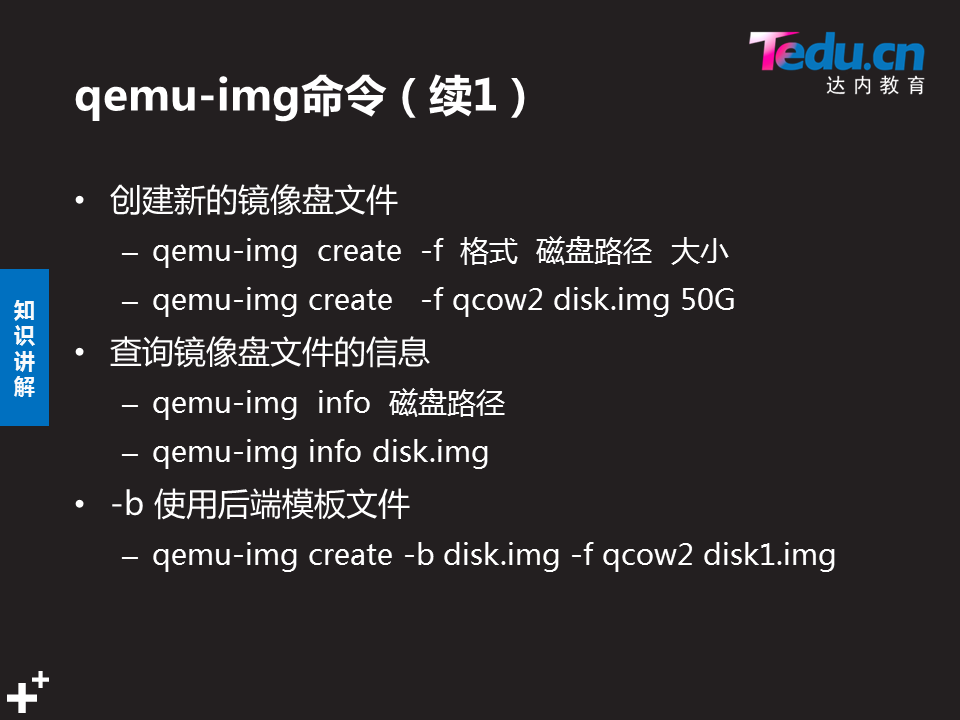 Tedu.cn
达内教育
qemu-img命令（续1）
• 创建新的镜像盘文件
– qemu-img create -f 格式 磁盘路径 大小
– qemu-img create -f qcow2 disk.img 50G
• 查询镜像盘文件的信息
– qemu-img info 磁盘路径
– qemu-img info disk.img
• -b 使用后端模板文件
– qemu-img create -b disk.img -f qcow2 disk1.img
知
识
讲
解